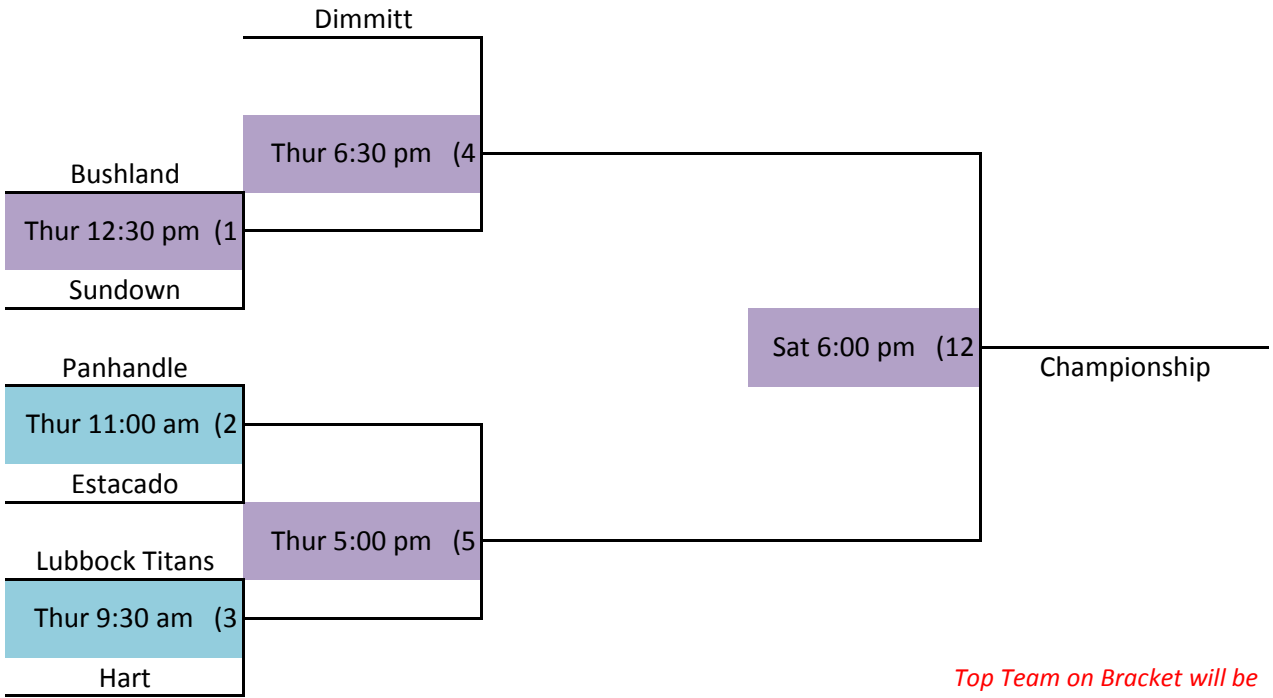 Dimmitt
Thur 6:30 pm (4
Bushland
Thur 12:30 pm (1
Sundown
Sat 6:00 pm (12
Panhandle
Championship
Thur 11:00 am (2
Estacado
Thur 5:00 pm (5
Lubbock Titans
Thur 9:30 am (3
Hart
Top Team on Bracket will be